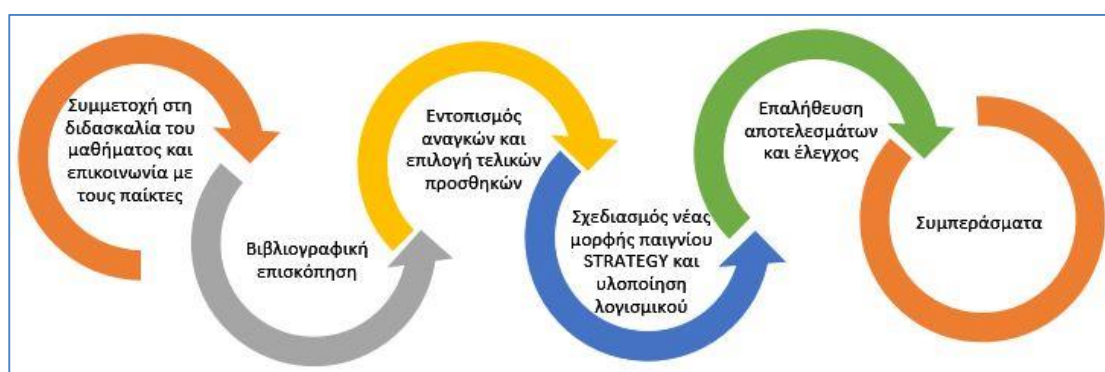 Συμμετοχή στη
διδασκαλία του
μαθήματος και
επικοινωνία με
τους παίκτες
Βιβλιογραφική
επισκόπηση
Εντοπισμός
αναγκών και
επιλογή τελικών
προσθηκών
Σχεδιασμός νέας
μορφής παιγνίου
STRATEGY και
υλοποίηση
λογισμικού
Επαλήθευση
αποτελεσμάτων
και έλεγχος
Συμπεράσματα